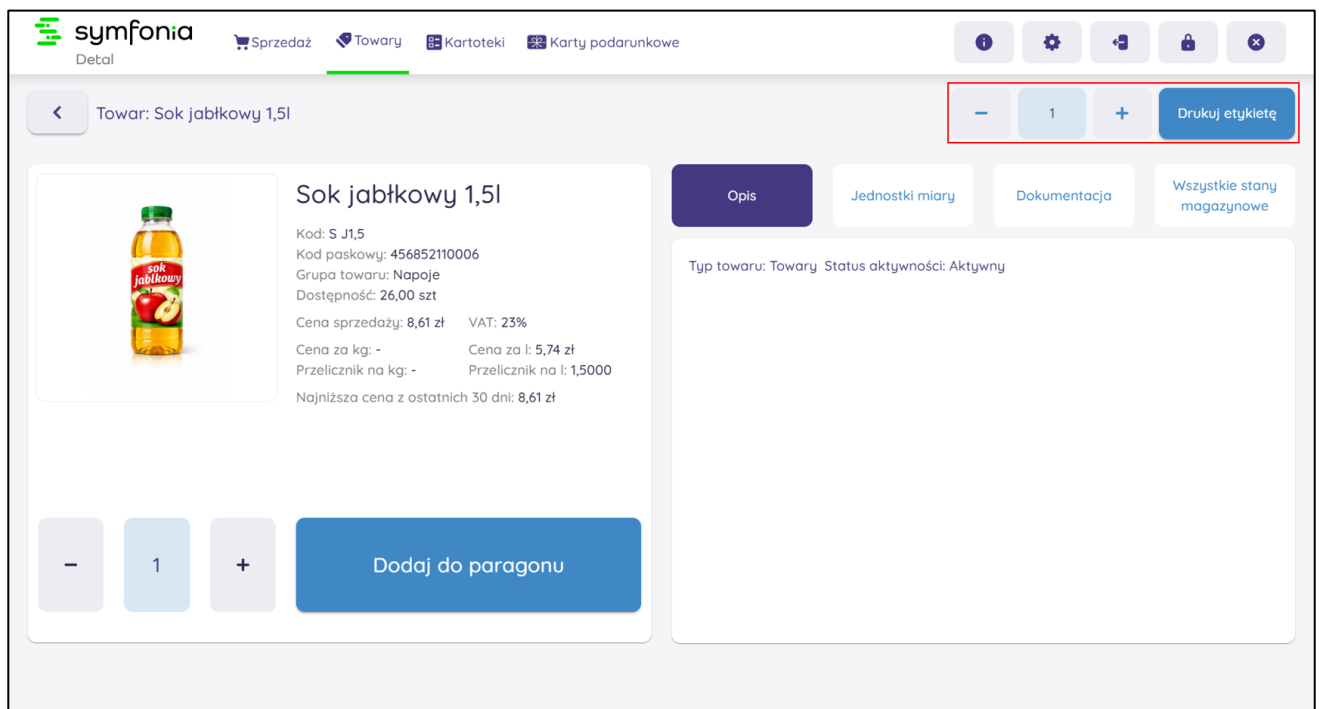 symfonia
Detal
Sprzedaż Towary Kartoteki Karty podarunkowe
Towar: Sok jabłkowy 1,5l
− 1 + Drukuj etykietę
sok
jabłkowy
Sok jabłkowy 1,5l
Kod: S J1,5
Kod paskowy: 456852110006
Grupa towaru: Napoje
Dostępność: 26,00 szt
Cena sprzedaży: 8,61 zł VAT: 23%
Cena za kg: - Cena za l: 5,74 zł
Przelicznik na kg: - Przelicznik na l: 1,5000
Najniższa cena z ostatnich 30 dni: 8,61 zł
− 1 + Dodaj do paragonu
Opis
Jednostki miary
Dokumentacja
Wszystkie stany
magazynowe
Typ towaru: Towary Status aktywności: Aktywny